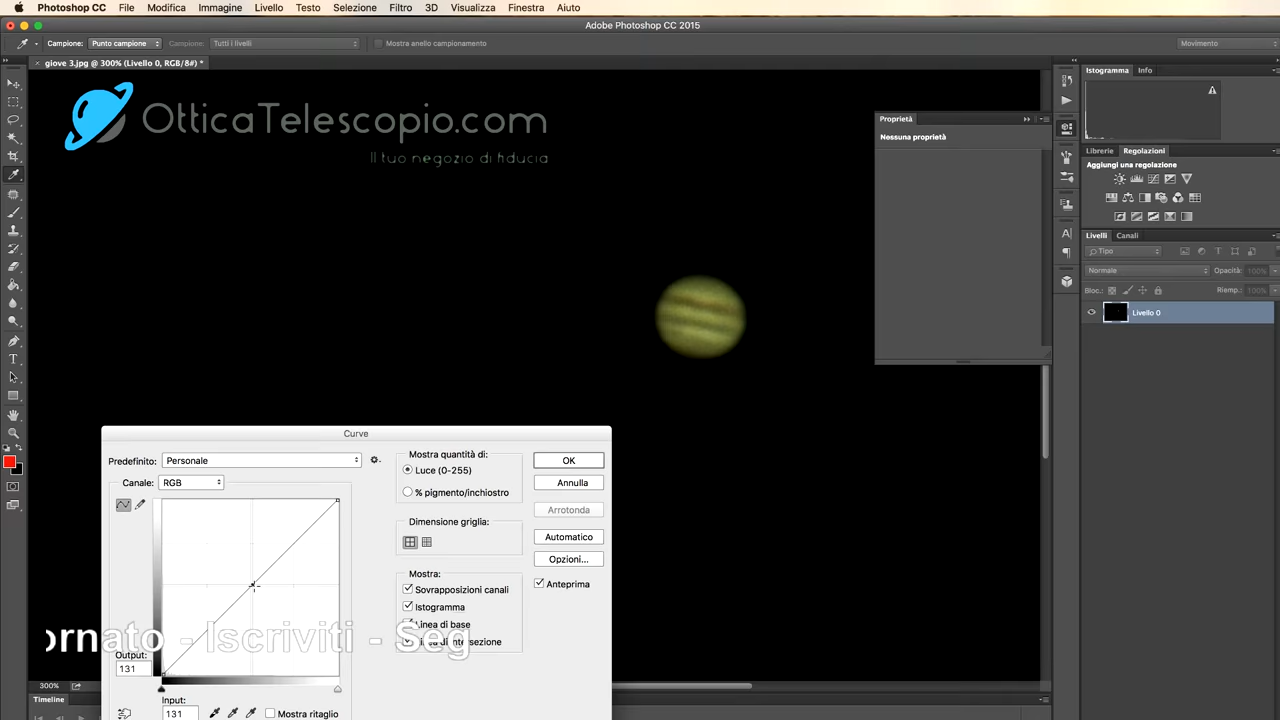 Photoshop CC File Modifica Immagine Livello Testo Selezione Filtro 3D Visualizza Finestra Aiuto
Adobe Photoshop CC 2015
Campione: Punto campione Campione: Tutti i livelli Mostra anello campionamento Movimento
giove 3.jpg @ 300% (Livello 0, RGB/8#) *
OtticaTelescopio.com
Il tuo negozio di fiducia
Proprietà
Nessuna proprietà
Istogramma Info
Librerie Regolazioni
Aggiungi una regolazione
Livelli Canali
Tipo
Normale Opacità: 100%
Bloc.: Riemp.: 100%
Livello 0
Curve
Predefinito: Personale
Canale: RGB
Output:
131
Input:
131
Mostra ritaglio
Mostra quantità di:
Luce (0-255)
% pigmento/inchiostro
Dimensione griglia:
Mostra:
Sovrapposizioni canali
Istogramma
Linea di base
Linea di intersezione
OK
Annulla
Arrotonda
Automatico
Opzioni...
Anteprima
ornato - Iscriviti - Seg
300%
Timeline